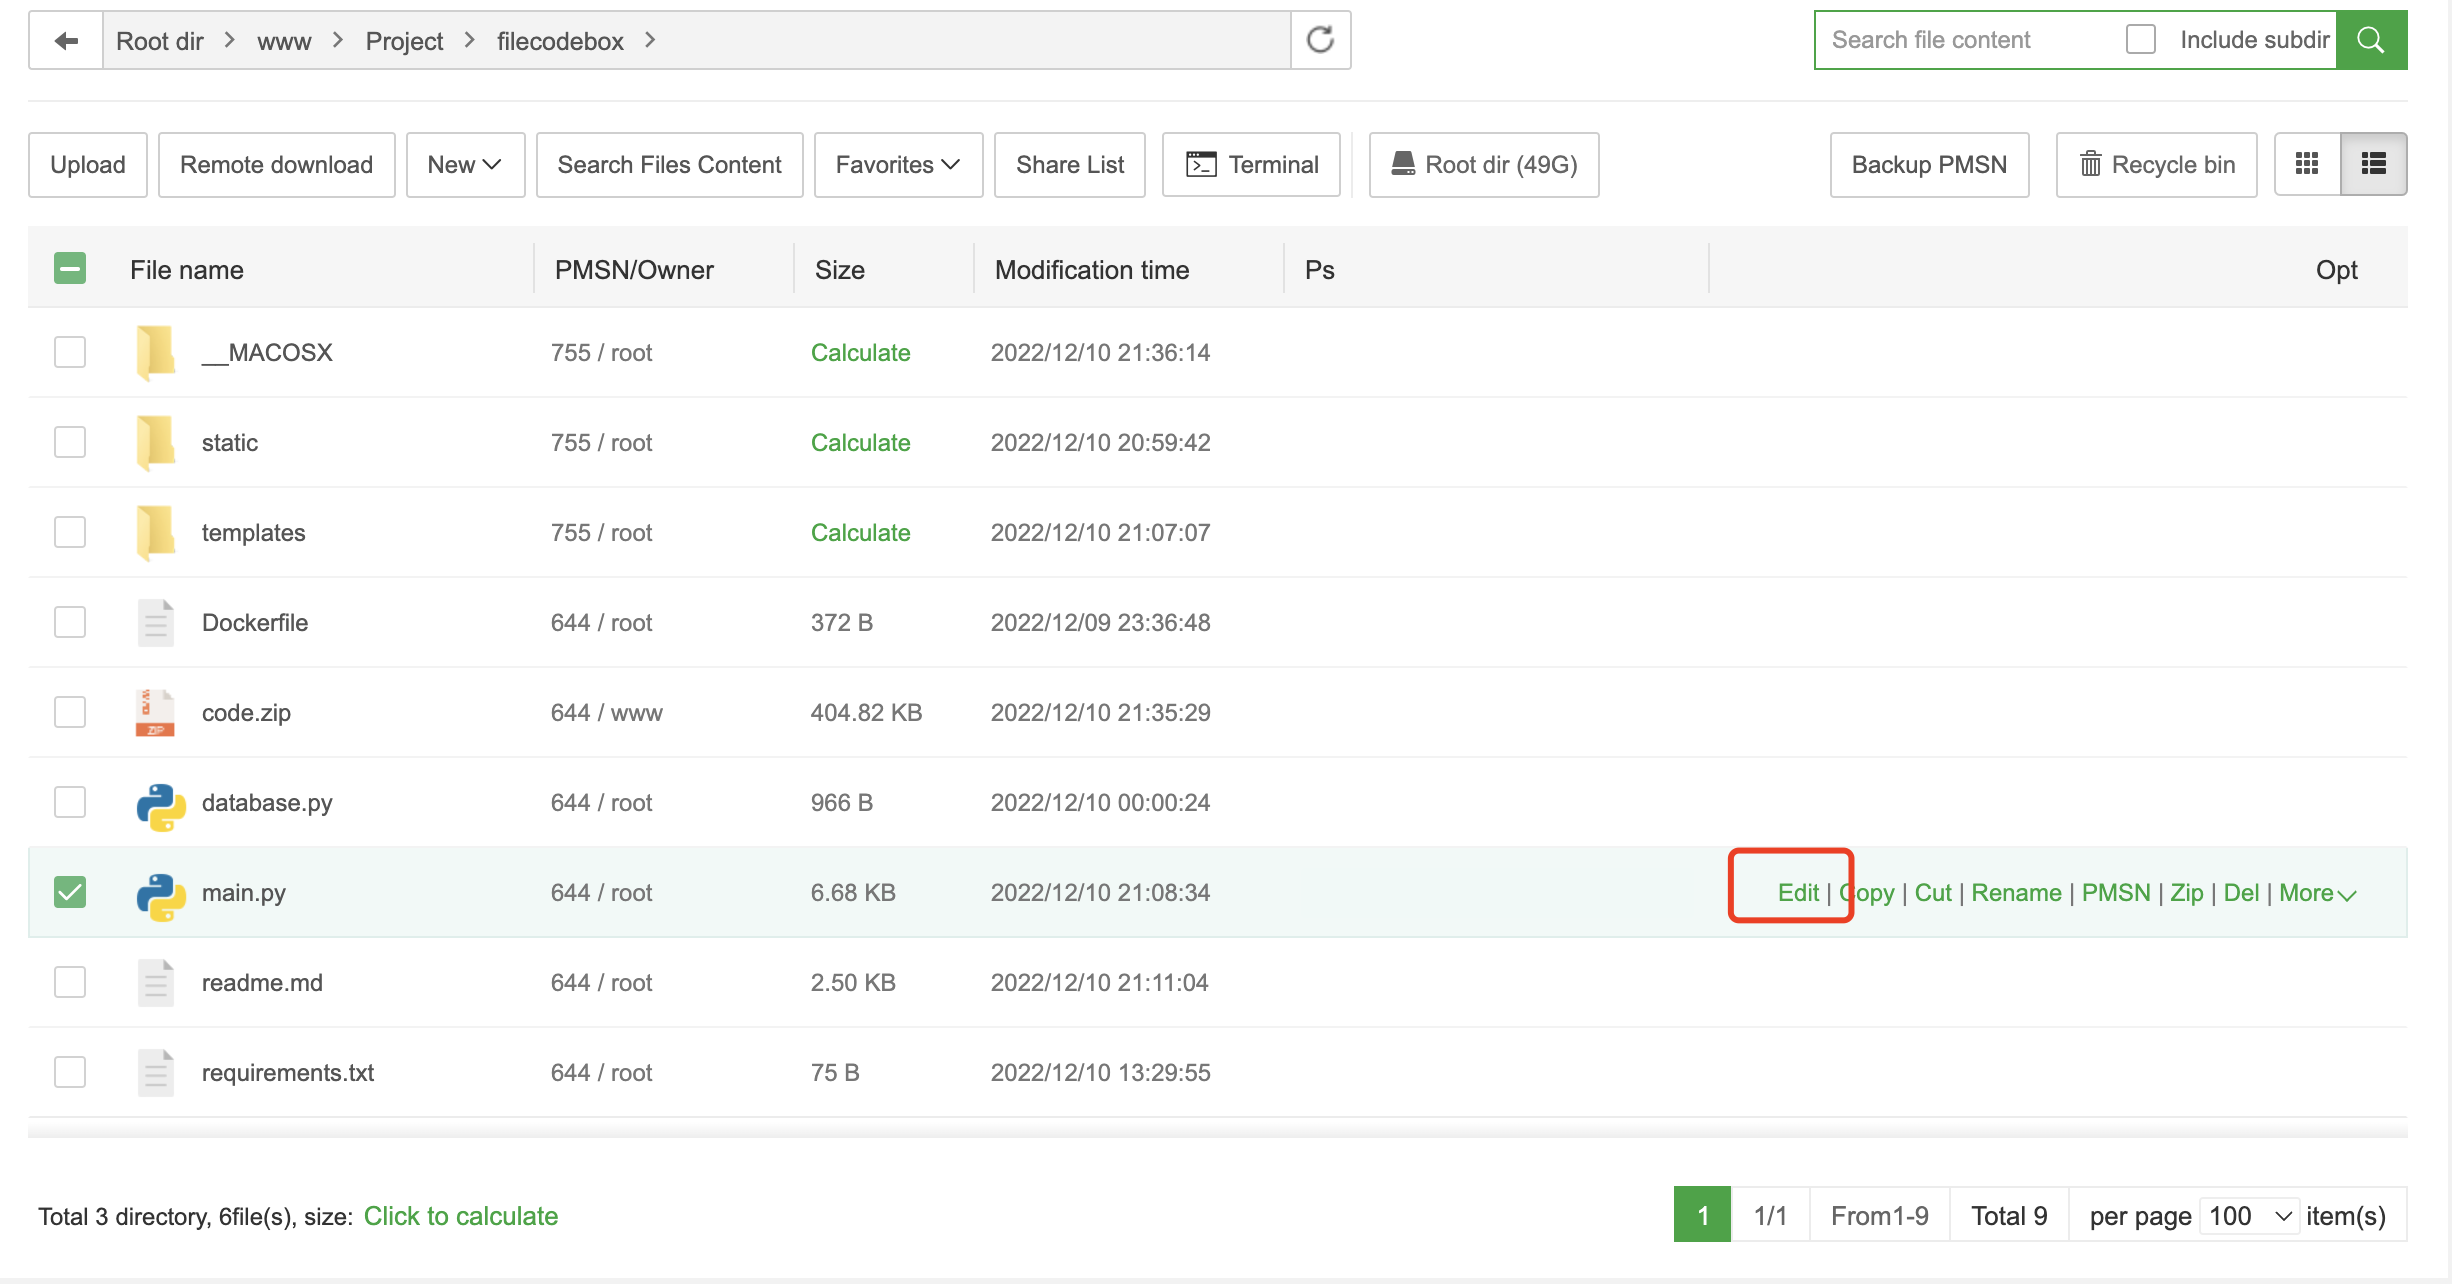 Root dir > www > Project > filecodebox >
Search file content Include subdir
Upload Remote download New Search Files Content Favorites Share List Terminal Root dir (49G) Backup PMSN Recycle bin
File name PMSN/Owner Size Modification time Ps Opt
__MACOSX 755 / root Calculate 2022/12/10 21:36:14
static 755 / root Calculate 2022/12/10 20:59:42
templates 755 / root Calculate 2022/12/10 21:07:07
Dockerfile 644 / root 372 B 2022/12/09 23:36:48
ZIP code.zip 644 / www 404.82 KB 2022/12/10 21:35:29
database.py 644 / root 966 B 2022/12/10 00:00:24
main.py 644 / root 6.68 KB 2022/12/10 21:08:34 Edit | Copy | Cut | Rename | PMSN | Zip | Del | More
readme.md 644 / root 2.50 KB 2022/12/10 21:11:04
requirements.txt 644 / root 75 B 2022/12/10 13:29:55
Total 3 directory, 6file(s), size: Click to calculate 1 1/1 From1-9 Total 9 per page 100 item(s)